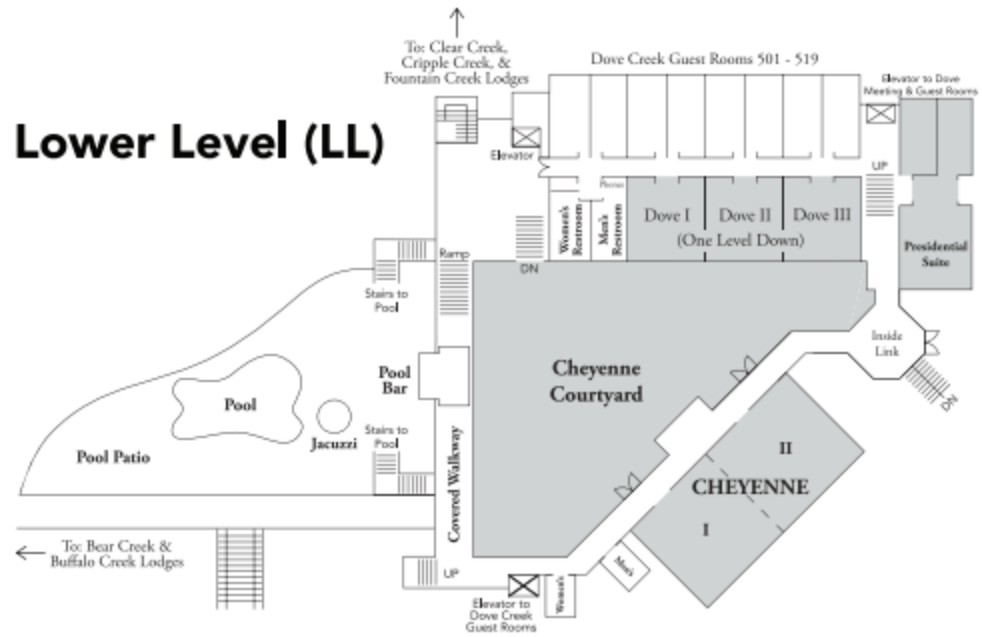 To: Clear Creek,
Cripple Creek, &
Fountain Creek Lodges
Dove Creek Guest Rooms 501 - 519
Elevator to Dove
Meeting & Guest Rooms
Lower Level (LL)
Elevator
UP
Women's
Restroom
Men's
Restroom
Phones
Dove I
Dove II
Dove III
(One Level Down)
Presidential
Suite
Ramp
DN
Stairs to
Pool
Inside
Link
DN
Cheyenne
Courtyard
Pool
Bar
Pool
Jacuzzi
Stairs to
Pool
Pool Patio
Covered Walkway
II
CHEYENNE
I
To: Bear Creek &
Buffalo Creek Lodges
UP
Men's
Women's
Elevator to
Dove Creek
Guest Rooms